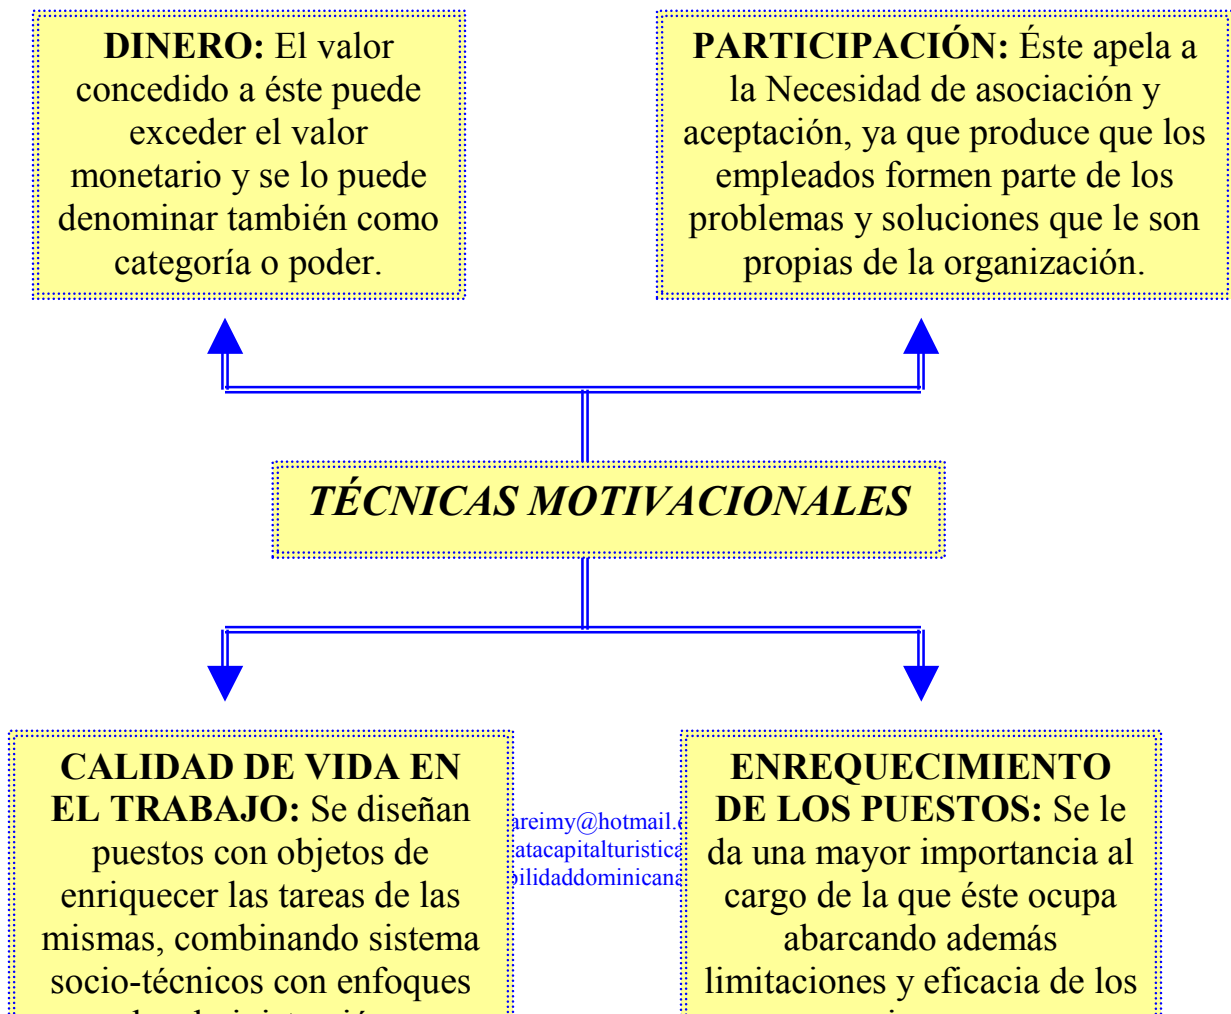 DINERO: El valor
concedido a éste puede
exceder el valor
monetario y se lo puede
denominar también como
categoría o poder.
PARTICIPACIÓN: Éste apela a
la Necesidad de asociación y
aceptación, ya que produce que los
empleados formen parte de los
problemas y soluciones que le son
propias de la organización.
TÉCNICAS MOTIVACIONALES
CALIDAD DE VIDA EN
EL TRABAJO: Se diseñan
puestos con objetos de
enriquecer las tareas de las
mismas, combinando sistema
socio-técnicos con enfoques
areimy@hotmail.
atacapitalturistica
bilidaddominicana
ENREQUECIMIENTO
DE LOS PUESTOS: Se le
da una mayor importancia al
cargo de la que éste ocupa
abarcando además
limitaciones y eficacia de los